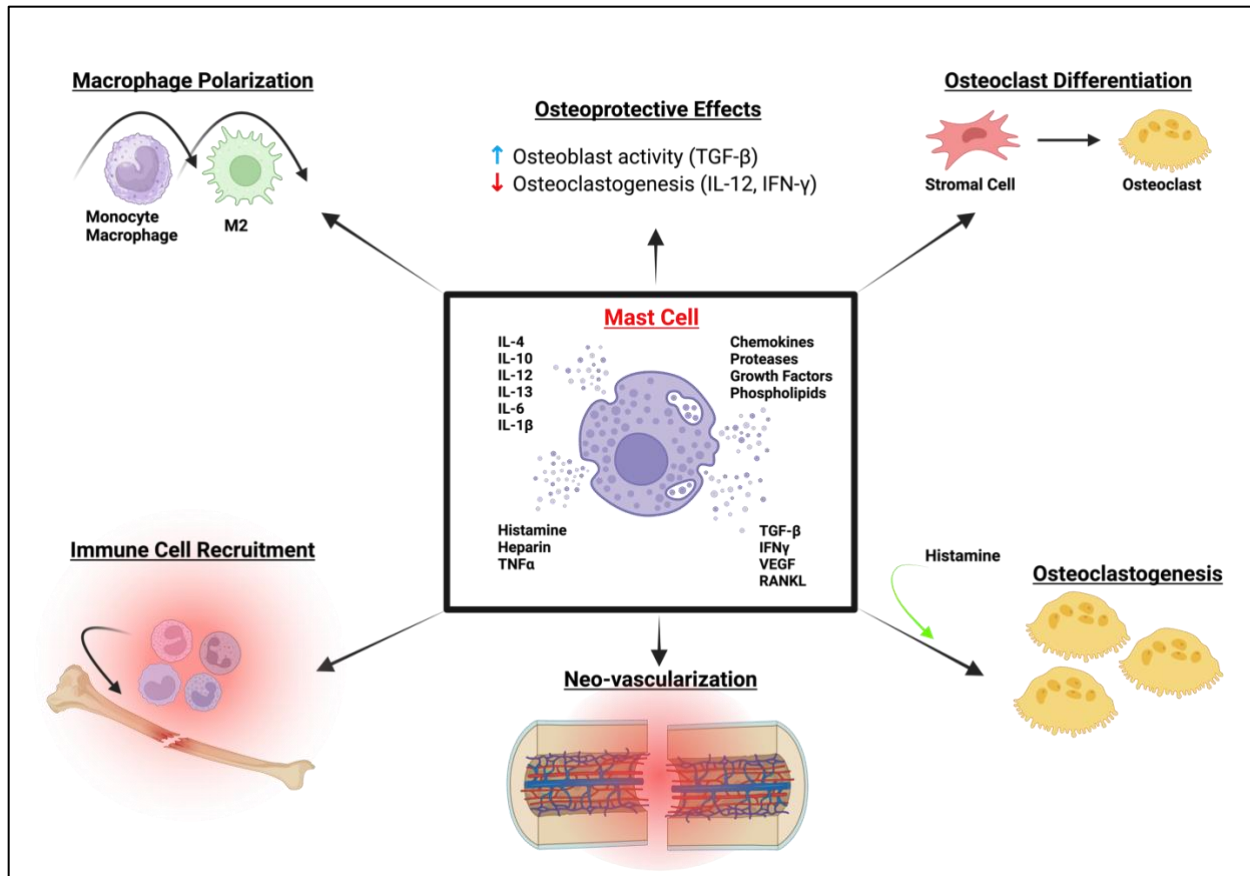 Macrophage Polarization
Monocyte
Macrophage
M2
Osteoprotective Effects
↑ Osteoblast activity (TGF-β)
↓ Osteoclastogenesis (IL-12, IFN-γ)
Osteoclast Differentiation
Stromal Cell
Osteoclast
Mast Cell
IL-4
IL-10
IL-12
IL-13
IL-6
IL-1β
Chemokines
Proteases
Growth Factors
Phospholipids
Histamine
Heparin
TNFα
TGF-β
IFNγ
VEGF
RANKL
Immune Cell Recruitment
Neo-vascularization
Histamine
Osteoclastogenesis